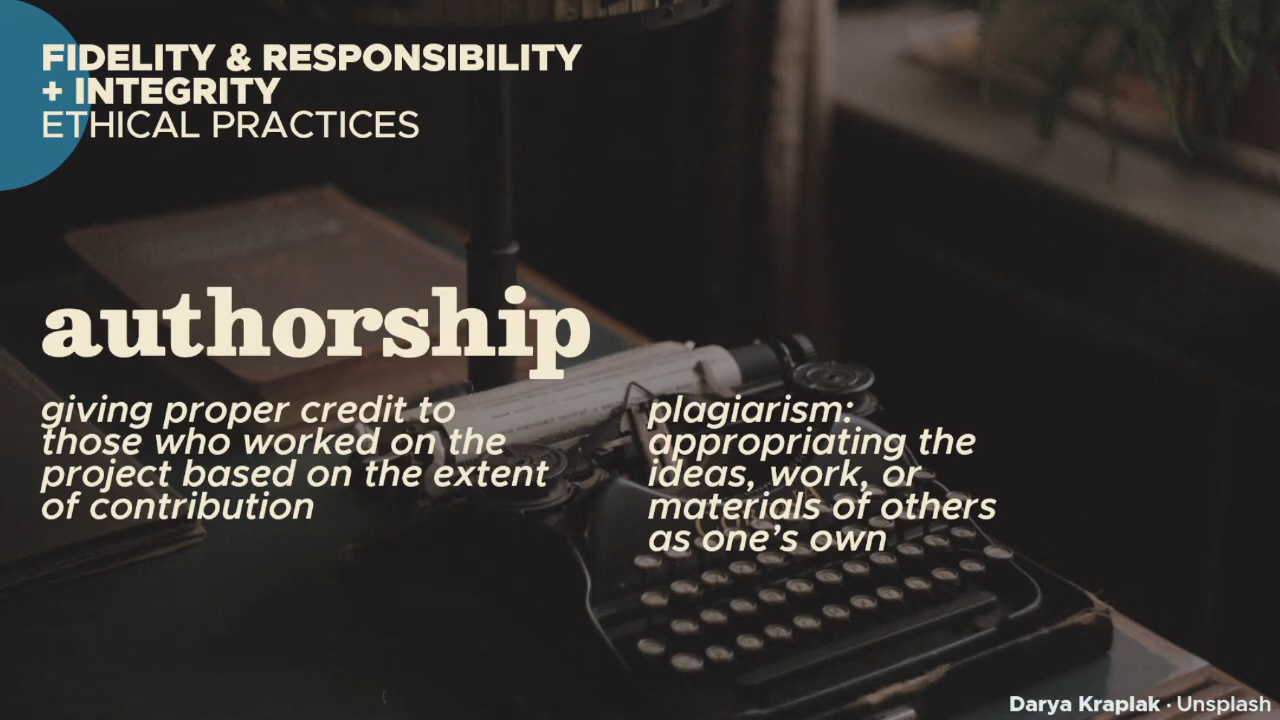 FIDELITY & RESPONSIBILITY
+ INTEGRITY
ETHICAL PRACTICES
authorship
giving proper credit to
those who worked on the
project based on the extent
of contribution
plagiarism:
appropriating the
ideas, work, or
materials of others
as one’s own
Darya Kraplak · Unsplash